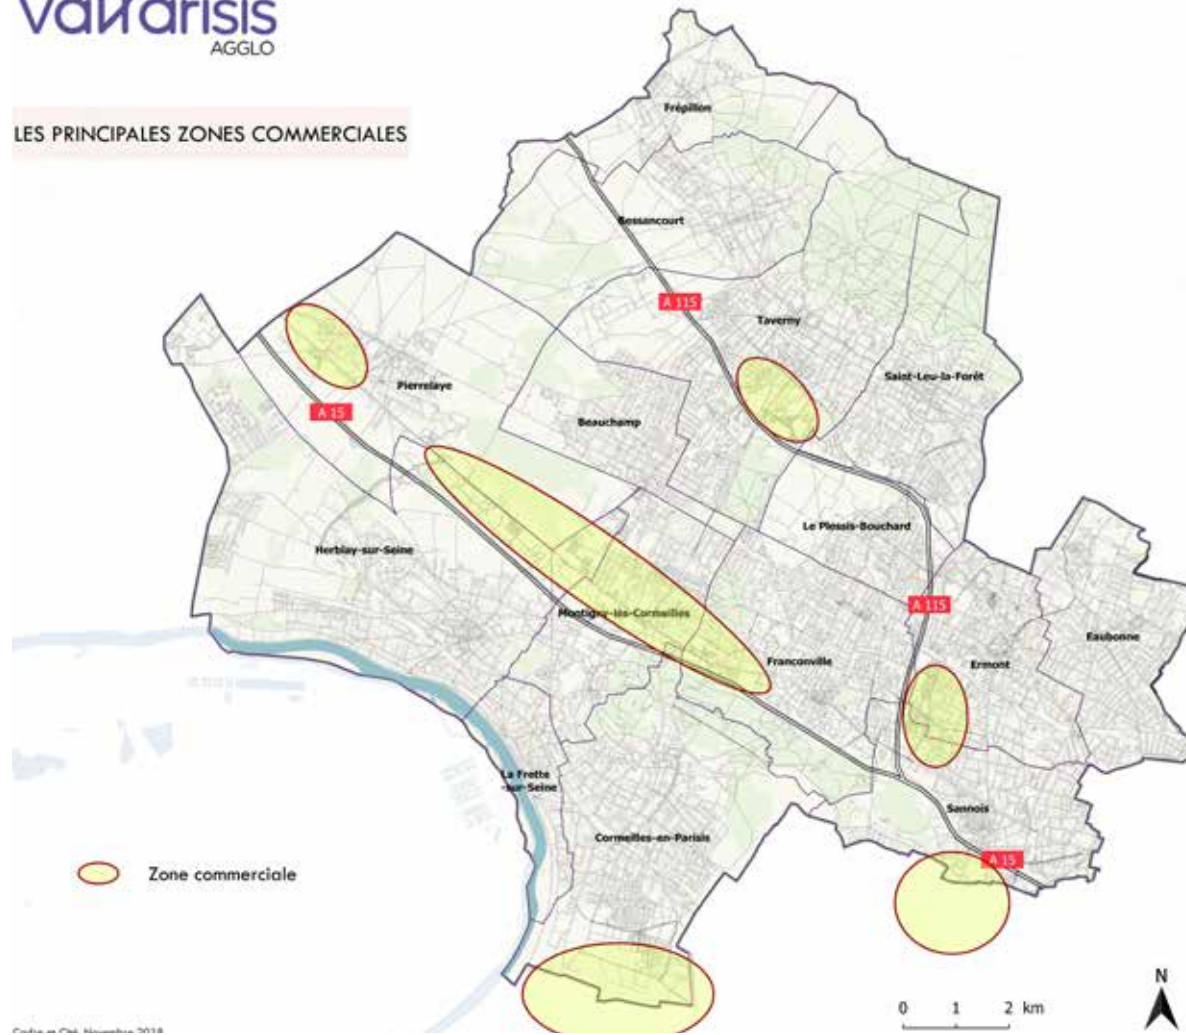 ValParisis
AGGLO
LES PRINCIPALES ZONES COMMERCIALES
Frépillon
Bessancourt
A 115
Taverny
Saint-Leu-la-Forêt
Pierrelaye
A 15
Beauchamp
Le Plessis-Bouchard
Herblay-sur-Seine
A 115
Montigny-lès-Cormeilles
Eaubonne
Franconville
Ermont
La Frette
-sur-Seine
Sannois
Cormeilles-en-Parisis
A 15
Zone commerciale
N
0 1 2 km
Novembre 2018